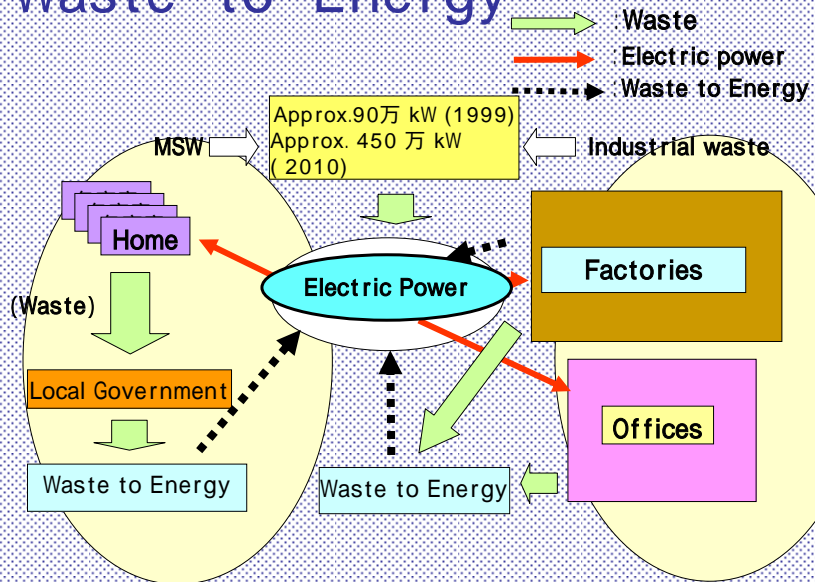 Waste to Energy
: Waste
: Electric power
: Waste to Energy
Approx.90万 kW (1999)
Approx. 450 万 kW
( 2010)
MSW
Industrial waste
Home
Electric Power
Factories
(Waste)
Local Government
Offices
Waste to Energy
Waste to Energy